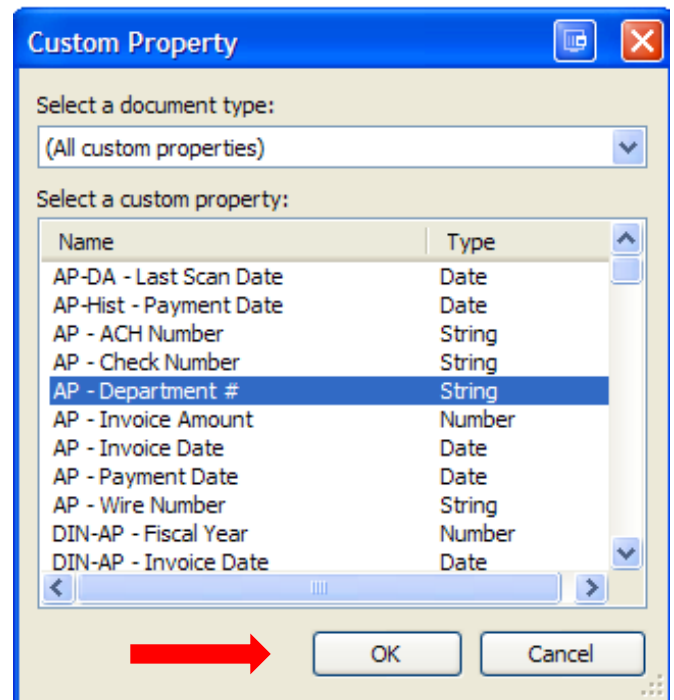 Custom Property
Select a document type:
(All custom properties)
Select a custom property:
Name Type
AP-DA - Last Scan Date Date
AP-Hist - Payment Date Date
AP - ACH Number String
AP - Check Number String
AP - Department # String
AP - Invoice Amount Number
AP - Invoice Date Date
AP - Payment Date Date
AP - Wire Number String
DIN-AP - Fiscal Year Number
DIN-AP - Invoice Date Date
OK Cancel